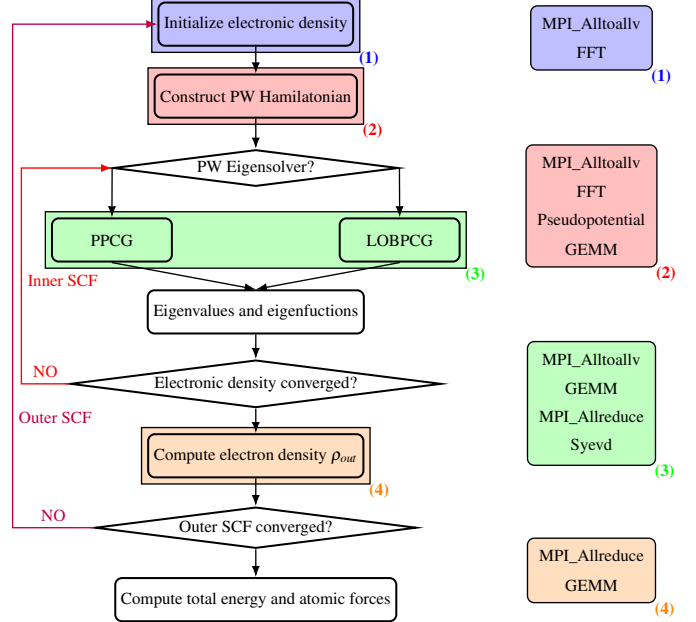 Initialize electronic density
(1)
Construct PW Hamilatonian
(2)
PW Eigensolver?
PPCG
LOBPCG
(3)
Inner SCF
Eigenvalues and eigenfuctions
NO
Electronic density converged?
Outer SCF
Compute electron density ρout
(4)
NO
Outer SCF converged?
Compute total energy and atomic forces
MPI_Alltoallv
FFT
(1)
MPI_Alltoallv
FFT
Pseudopotential
GEMM
(2)
MPI_Alltoallv
GEMM
MPI_Allreduce
Syevd
(3)
MPI_Allreduce
GEMM
(4)